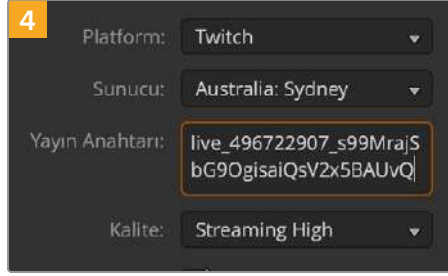 4
Platform: Twitch
Sunucu: Australia: Sydney
Yayın Anahtarı: live_496722907_s99MrajS
bG9OgisaiQsV2x5BAUvQ
Kalite: Streaming High